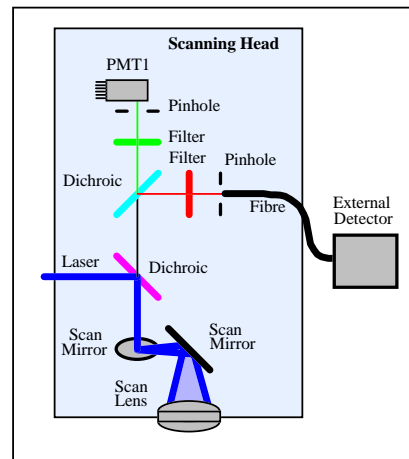 Scanning Head
PMT1
Pinhole
Filter
Filter
Pinhole
Dichroic
Fibre
External
Detector
Laser
Dichroic
Scan
Mirror
Scan
Mirror
Scan
Lens